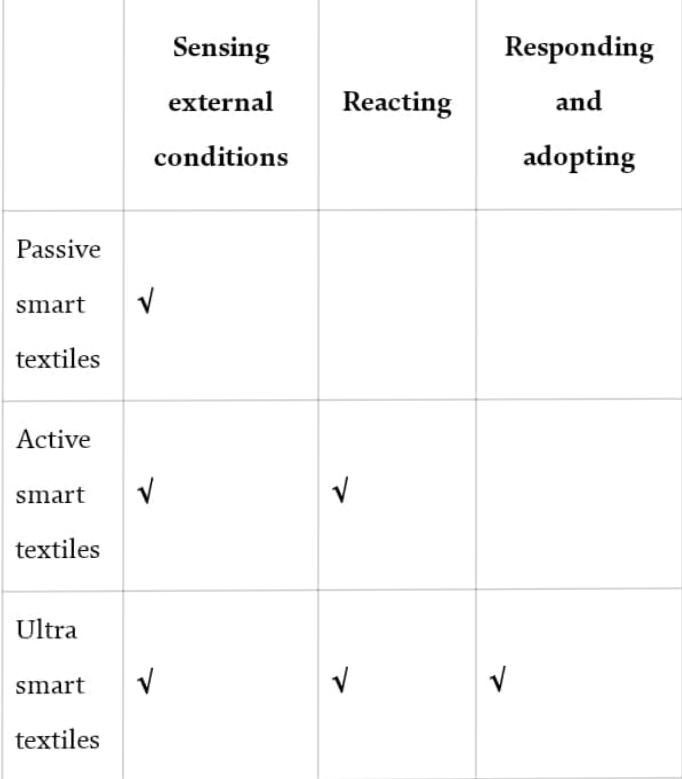 Sensing
external
conditions
Reacting
Responding
and
adopting
Passive
smart
textiles
√
Active
smart
textiles
√ √
Ultra
smart
textiles
√ √ √